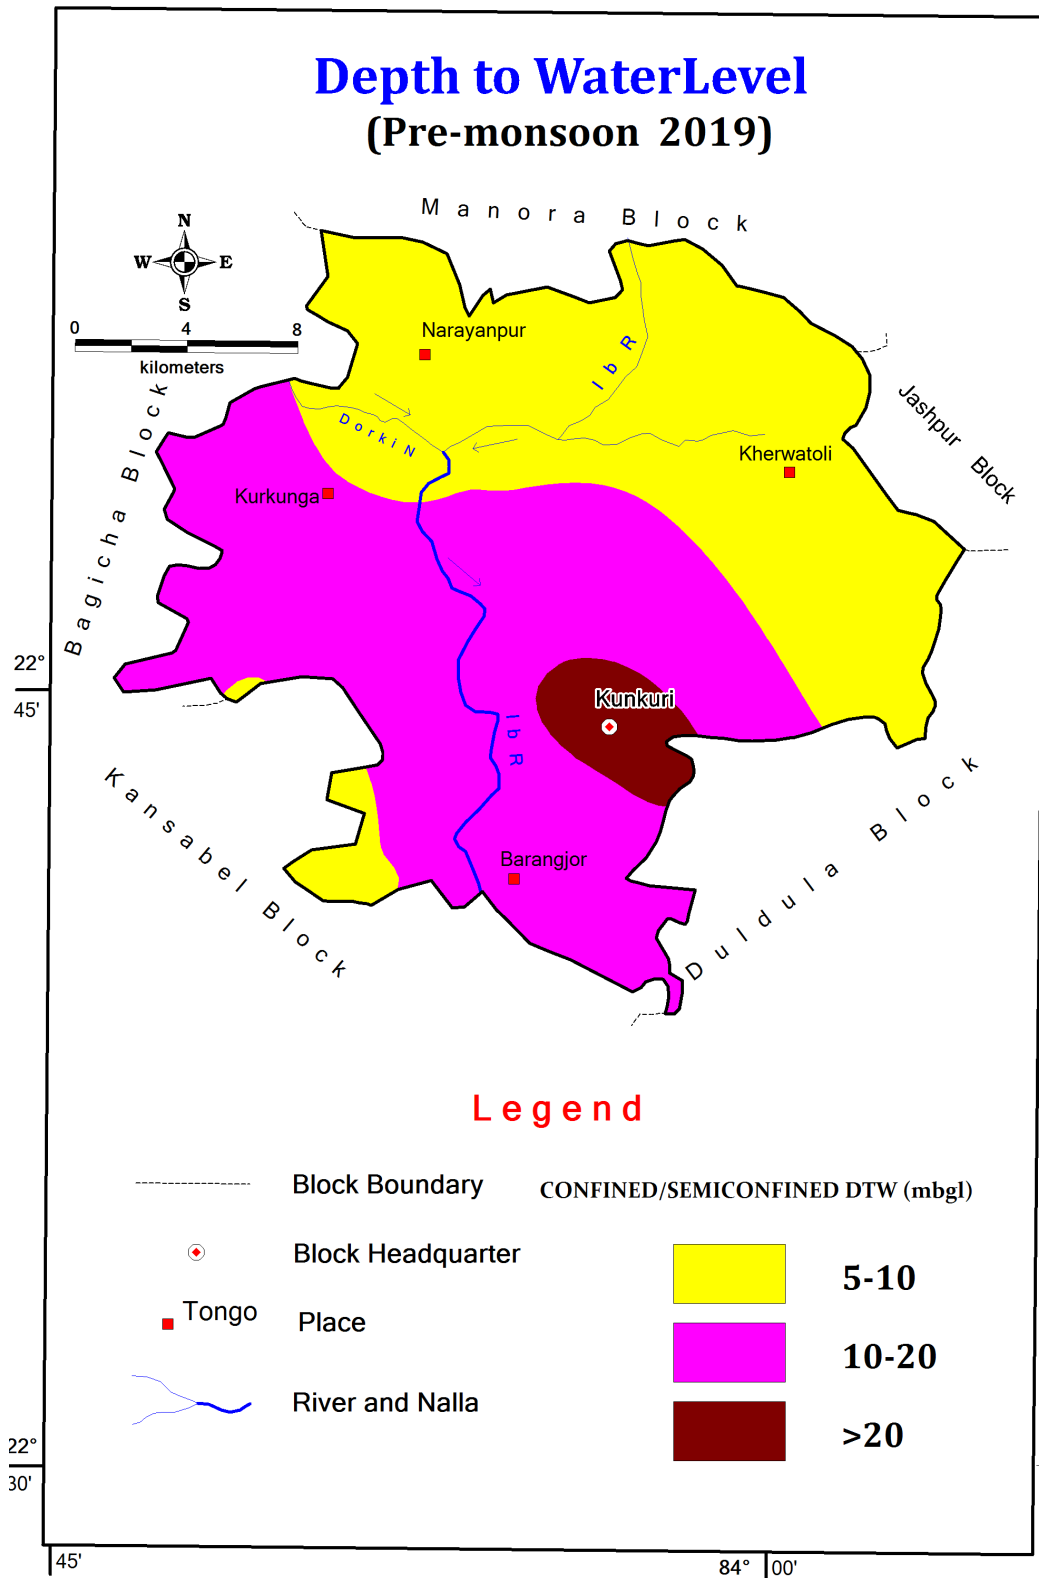 Depth to WaterLevel
(Pre-monsoon 2019)
Manora Block
N
W E
S
0 4 8
kilometers
Narayanpur
Ib R
Bagicha Block
Jashpur Block
Dorki N
Kherwatoli
Kurkunga
22°
45'
Kunkuri
Ib R
Kansabel Block
Duldula Block
Barangjor
Legend
Block Boundary
CONFINED/SEMICONFINED DTW (mbgl)
Block Headquarter
5-10
Tongo
Place
10-20
River and Nalla
>20
22°
30'
45'
84° 00'